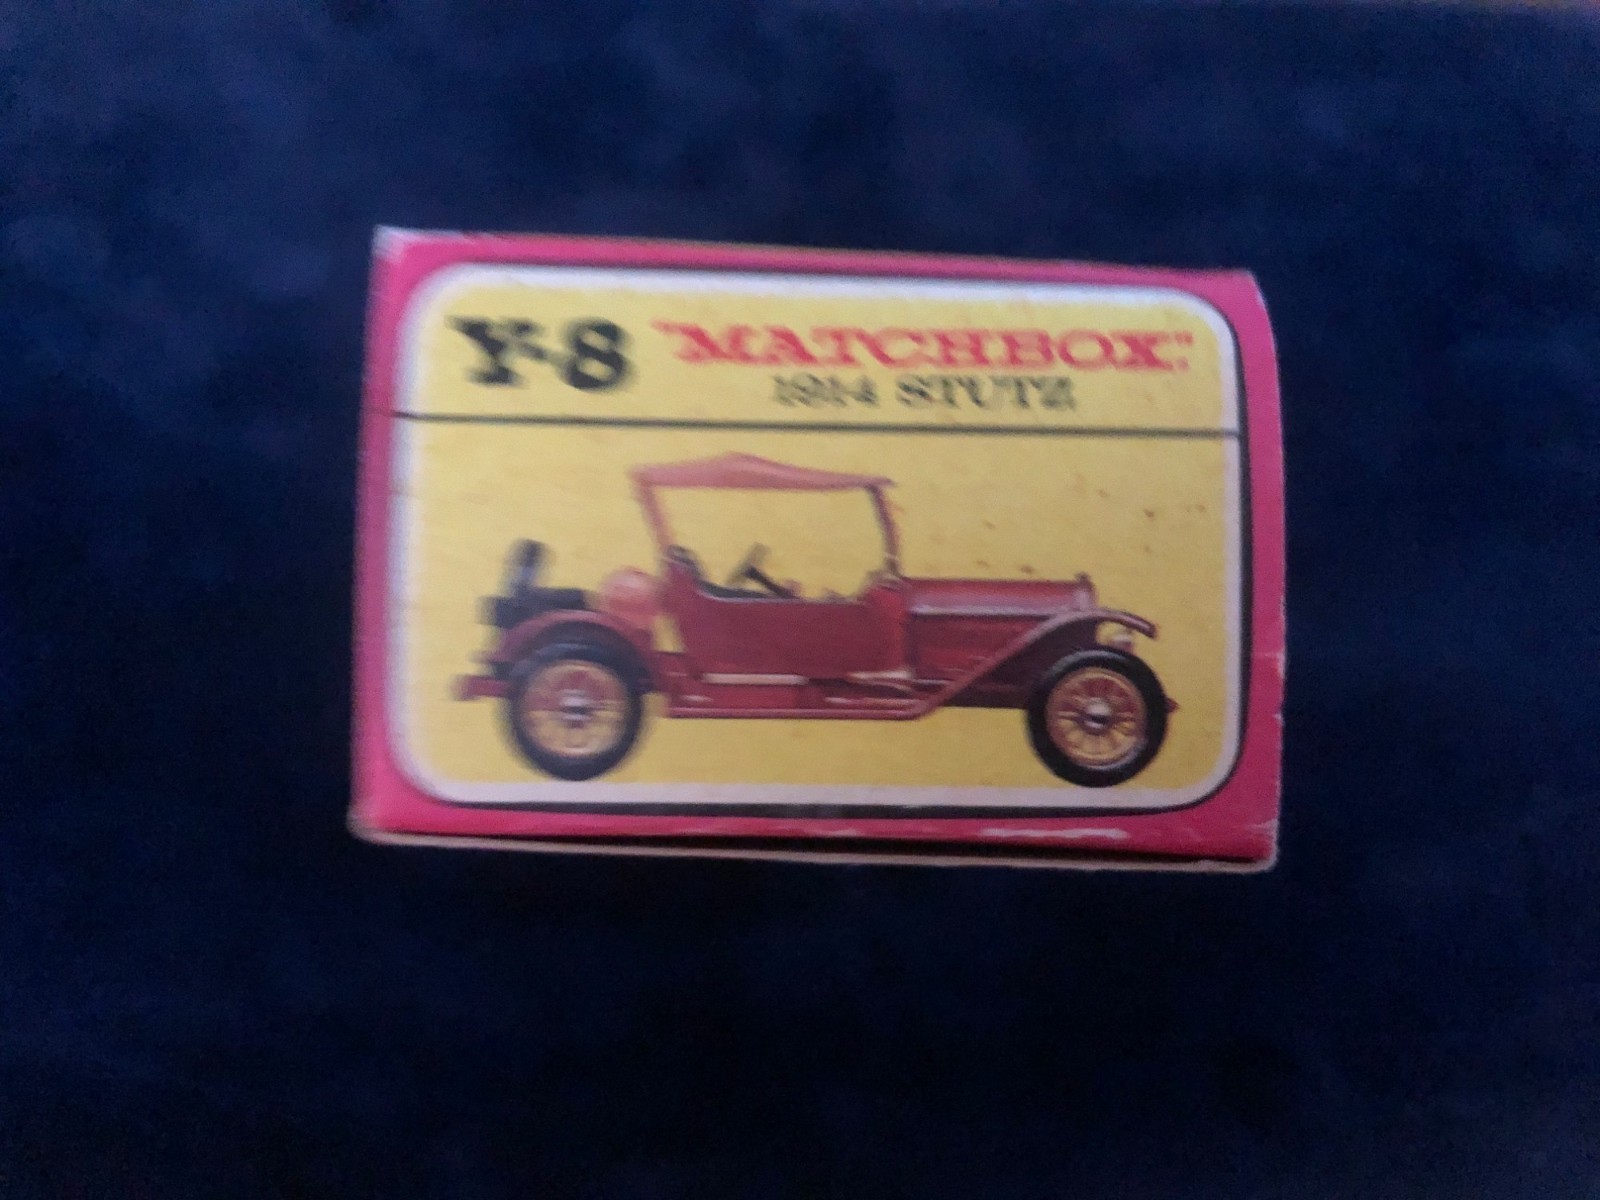 Y-8 "MATCHBOX"
1914 STUTZ